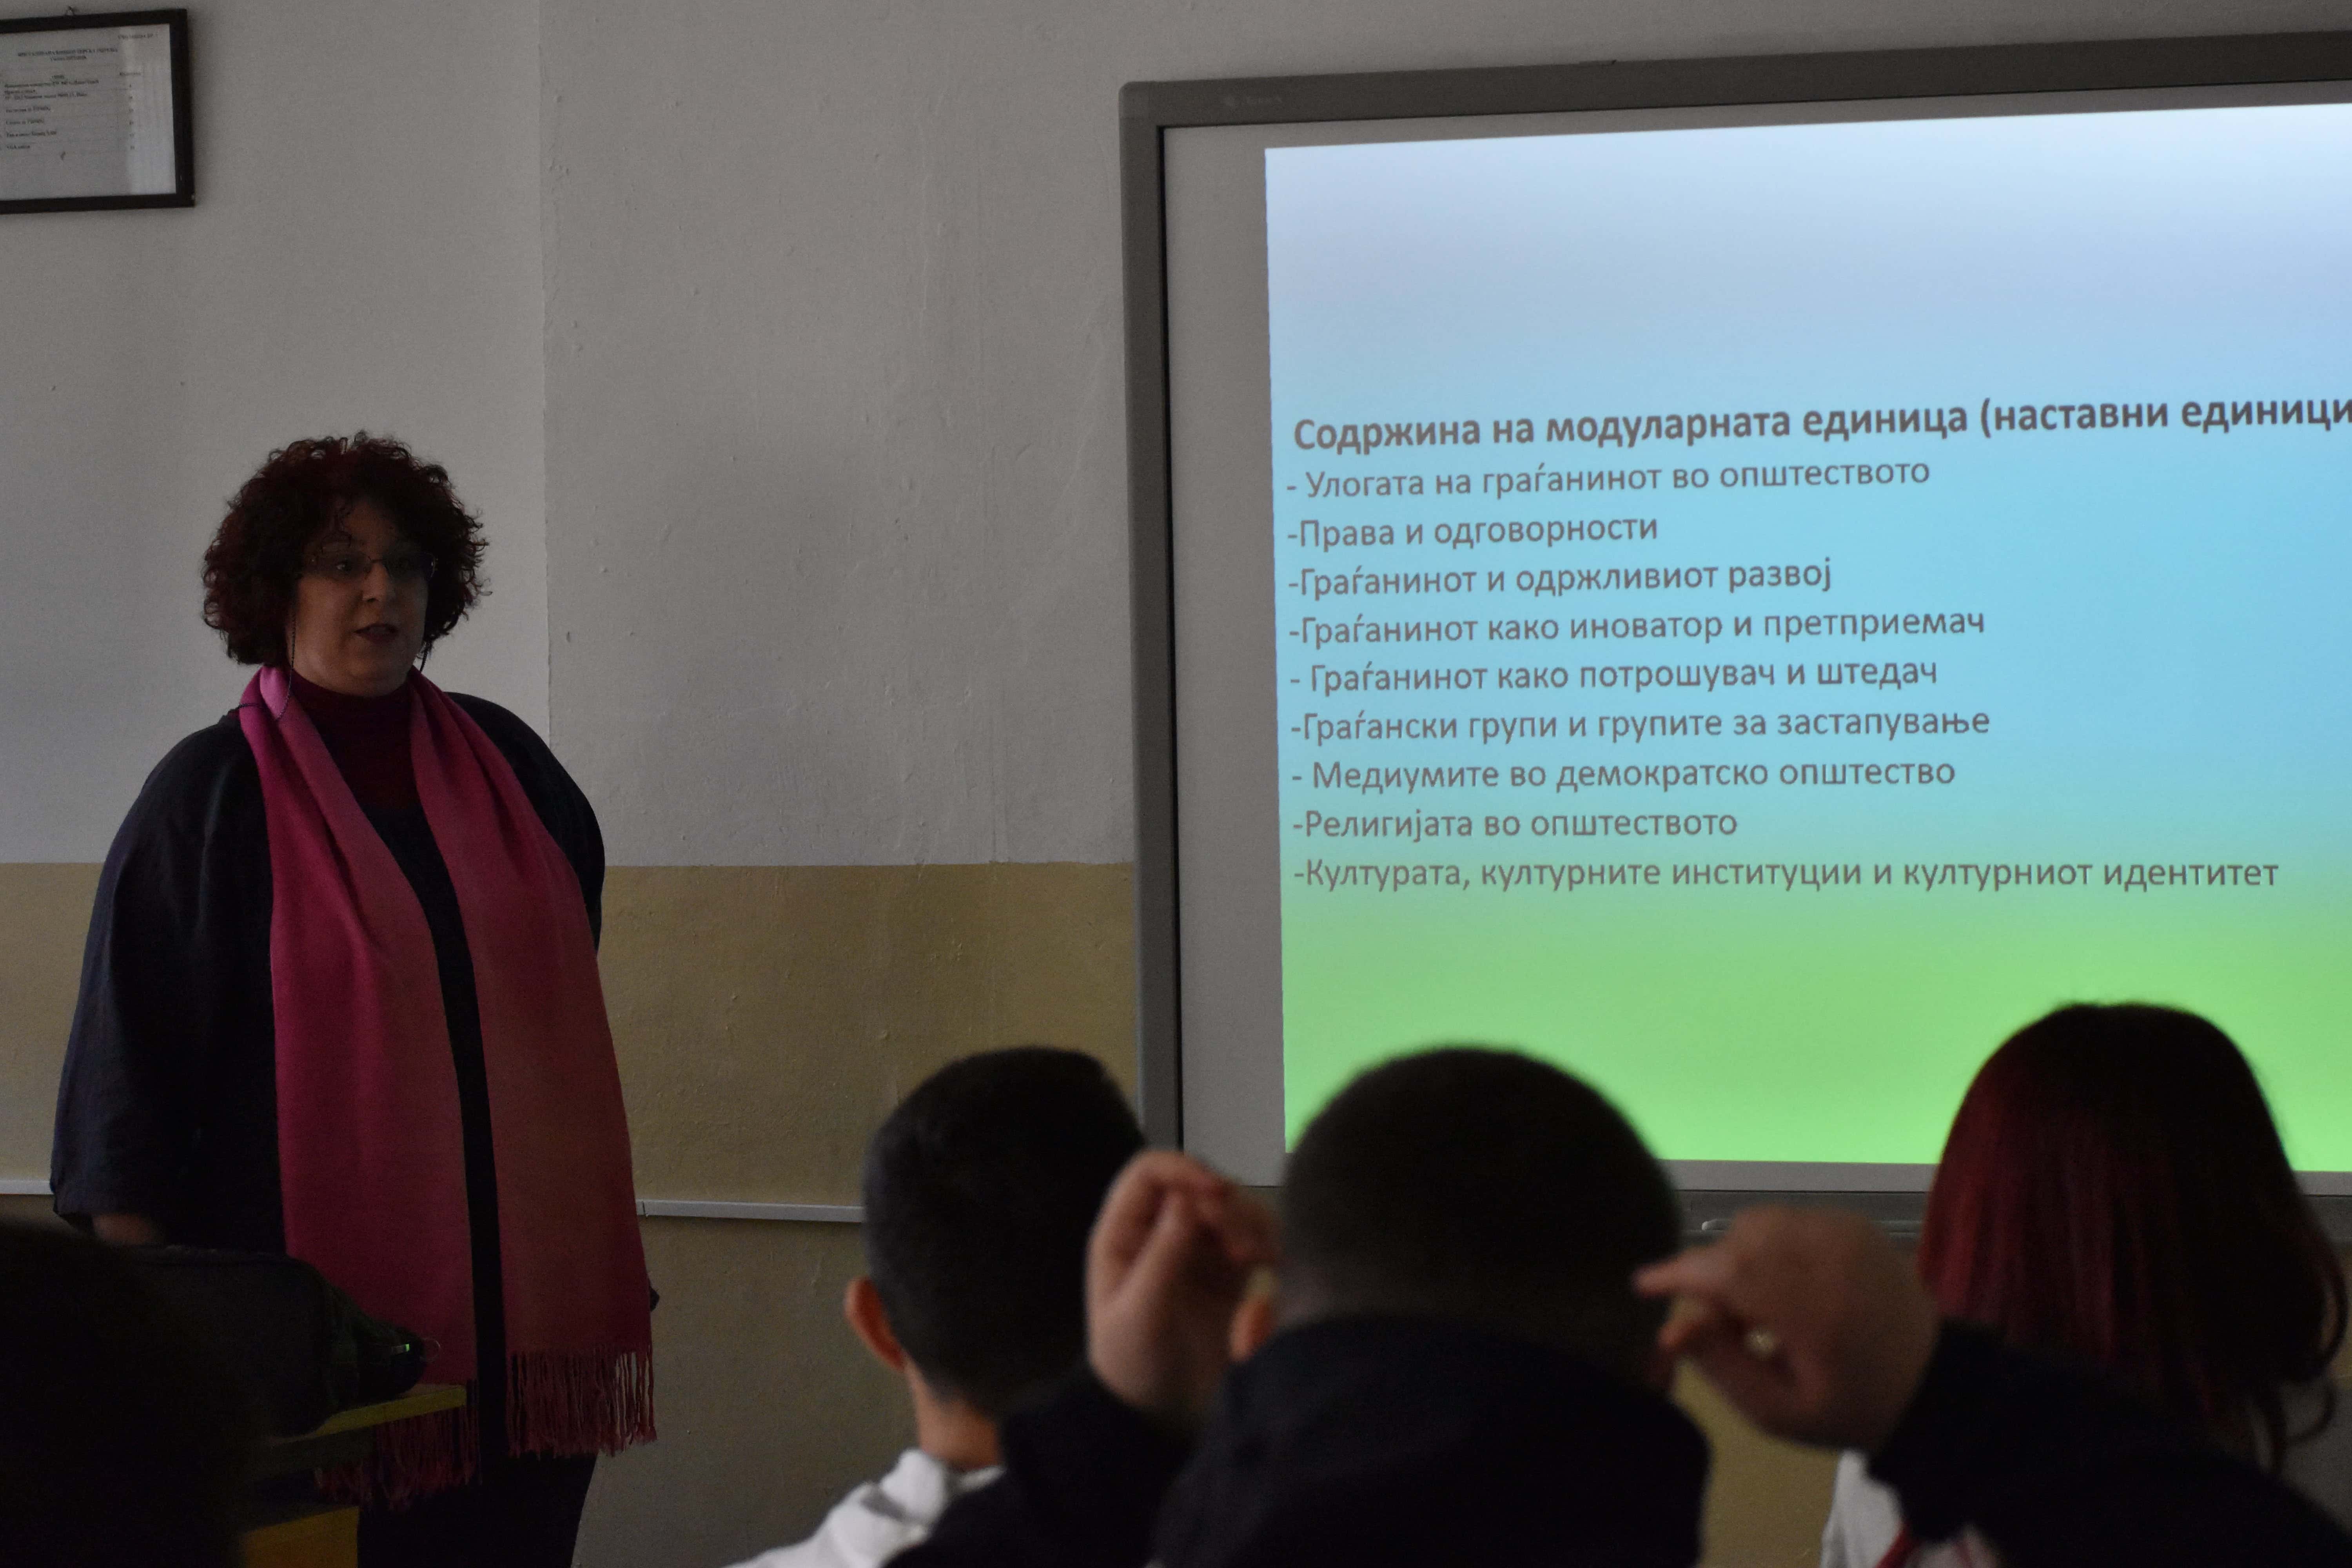 Содржина на модуларната единица (наставни единици
- Улогата на граѓанинот во општеството
-Права и одговорности
-Граѓанинот и одржливиот развој
-Граѓанинот како иноватор и претприемач
- Граѓанинот како потрошувач и штедач
-Граѓански групи и групите за застапување
- Медиумите во демократско општество
-Религијата во општеството
-Културата, културните институции и културниот идентитет